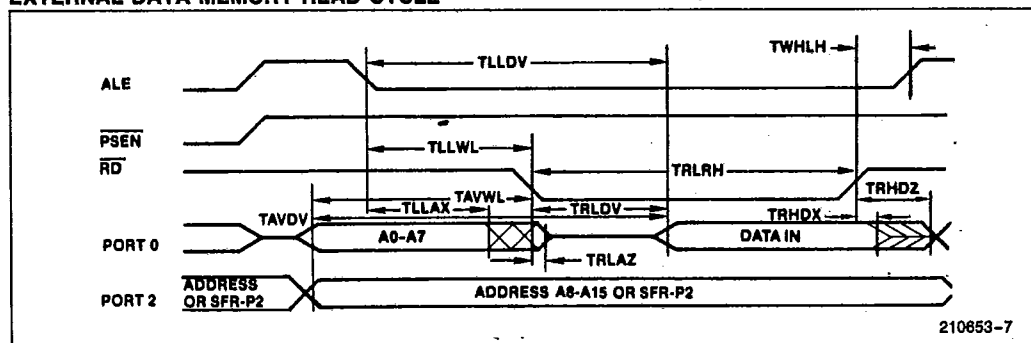 EXTERNAL DATA MEMORY READ CYCLE
TWHLH
TLLDV
ALE
PSEN
TLLWL
RD
TRLRH
TRHDZ
TAVWL
TLLAX
TRLDV
TAVDV
TRHDX
PORT 0
A0-A7
DATA IN
TRLAZ
ADDRESS
OR SFR-P2
PORT 2
ADDRESS A8-A15 OR SFR-P2
210653-7